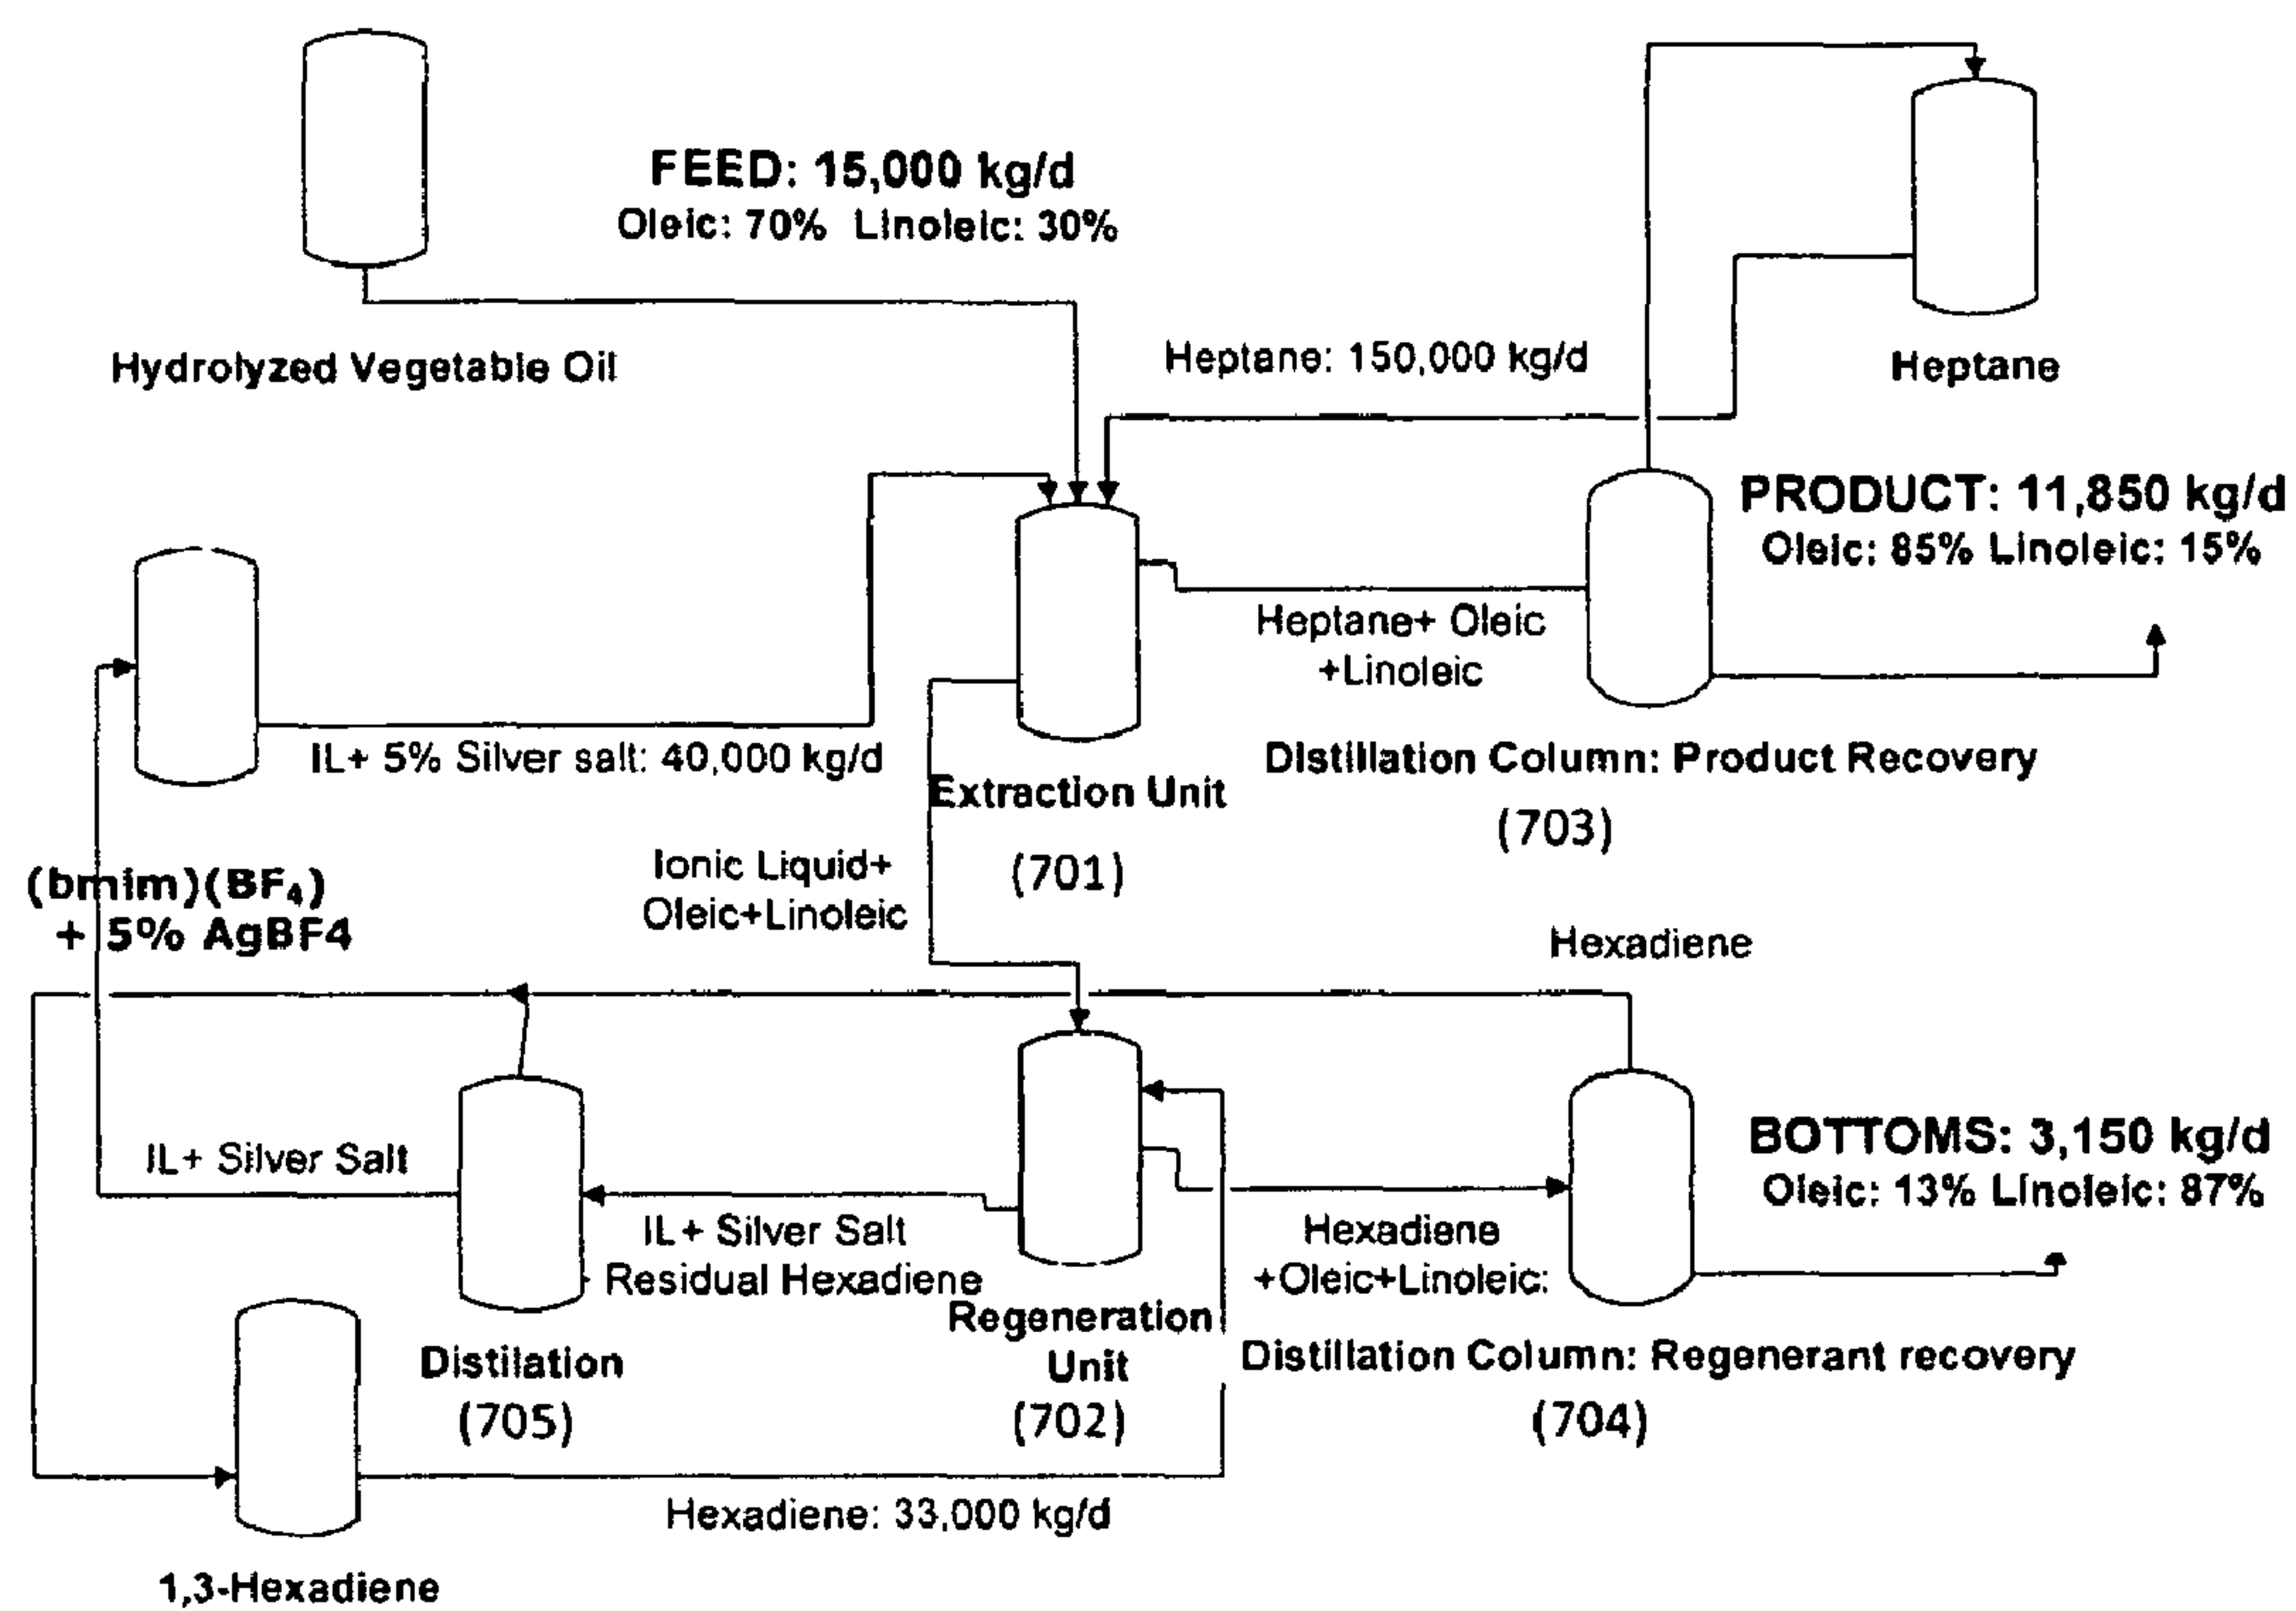 FEED: 15,000 kg/d
Oleic: 70% Linoleic: 30%
Hydrolyzed Vegetable Oil
Heptane: 150,000 kg/d
Heptane
PRODUCT: 11,850 kg/d
Oleic: 85% Linoleic: 15%
Heptane+ Oleic
+Linoleic
IL+ 5% Silver salt: 40,000 kg/d
Extraction Unit
(701)
Distillation Column: Product Recovery
(703)
(bmim)(BF₄)
+ 5% AgBF4
Ionic Liquid+
Oleic+Linoleic
Hexadiene
IL+ Silver Salt
IL+ Silver Salt
Residual Hexadiene
BOTTOMS: 3,150 kg/d
Oleic: 13% Linoleic: 87%
Hexadiene
+Oleic+Linoleic:
Regeneration
Unit
(702)
Distilation
(705)
Distillation Column: Regenerant recovery
(704)
Hexadiene: 33,000 kg/d
1,3-Hexadiene